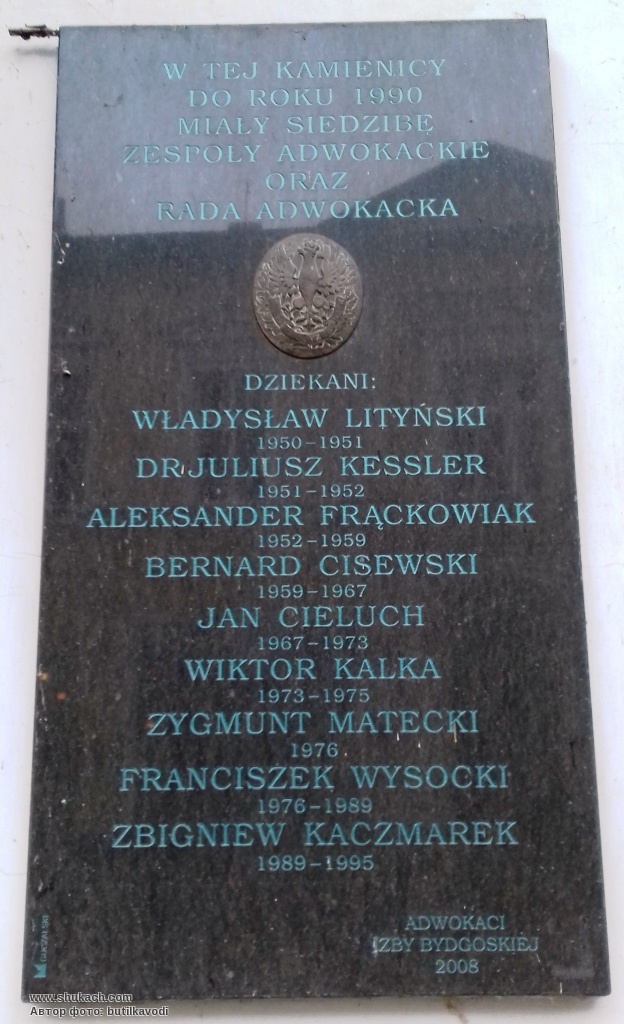 W TEJ KAMIENICY
DO ROKU 1990
MIAŁY SIEDZIBĘ
ZESPOŁY ADWOKACKIE
ORAZ
RADA ADWOKACKA
DZIEKANI:
WŁADYSŁAW LITYŃSKI
1950-1951
DR JULIUSZ KESSLER
1951-1952
ALEKSANDER FRĄCKOWIAK
1952-1959
BERNARD CISEWSKI
1959-1967
JAN CIELUCH
1967-1973
WIKTOR KALKA
1973-1975
ZYGMUNT MATECKI
1976
FRANCISZEK WYSOCKI
1976-1989
ZBIGNIEW KACZMAREK
1989-1995
ADWOKACI
IZBY BYDGOSKIEJ
2008
www.shukach.com
Автор фото: butilkavodi